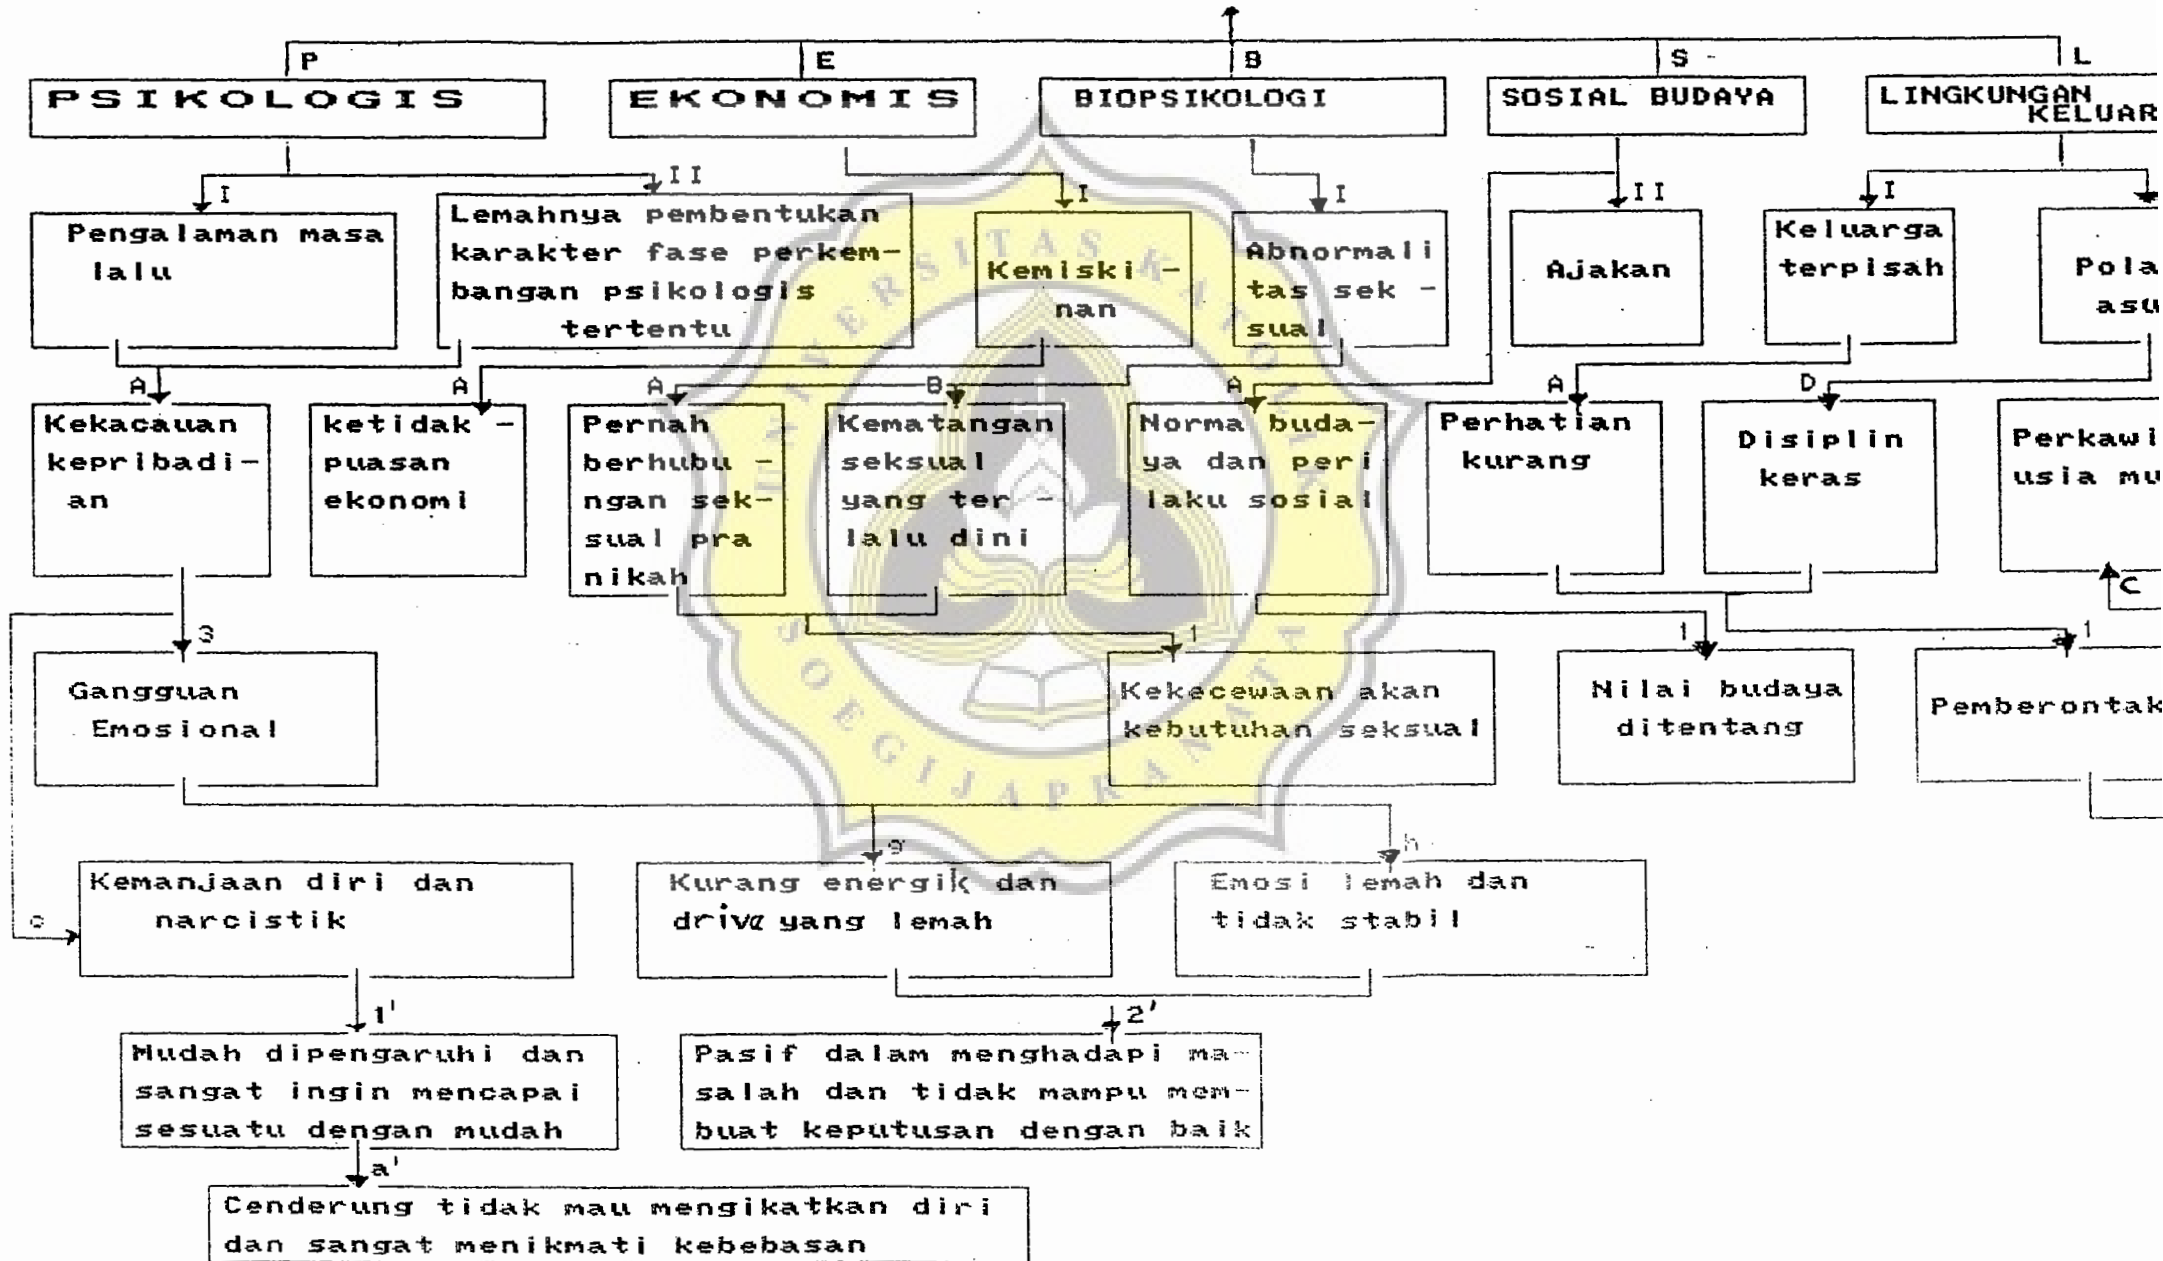 P
E
B
S
L
PSIKOLOGIS
EKONOMIS
BIOPSIKOLOGI
SOSIAL BUDAYA
LINGKUNGAN
KELUAR
I
II
I
I
II
I
Pengalaman masa
lalu
Lemahnya pembentukan
karakter fase perkem-
bangan psikologis
tertentu
Kemiski -
nan
Abnormali
tas sek -
sual
Ajakan
Keluarga
terpisah
Pola
asu
A
A
A
B
A
A
D
Kekacauan
kepribadi-
an
ketidak -
puasan
ekonomi
Pernah
berhubu -
ngan sek-
sual pra
nikah
Kematangan
seksual
yang ter -
lalu dini
Norma buda-
ya dan peri
laku sosial
Perhatian
kurang
Disiplin
keras
Perkawi
usia mu
C
3
1
1
1
Gangguan
Emosional
Kekecewaan akan
kebutuhan seksual
Nilai budaya
ditentang
Pemberontak
g
h
c
Kemanjaan diri dan
narcistik
Kurang energik dan
drive yang lemah
Emosi lemah dan
tidak stabil
1'
2'
Mudah dipengaruhi dan
sangat ingin mencapai
sesuatu dengan mudah
Pasif dalam menghadapi ma-
salah dan tidak mampu mem-
buat keputusan dengan baik
a'
Cenderung tidak mau mengikatkan diri
dan sangat menikmati kebebasan
UNIVERSITAS KATOLIK
SOEGIJAPRANATA